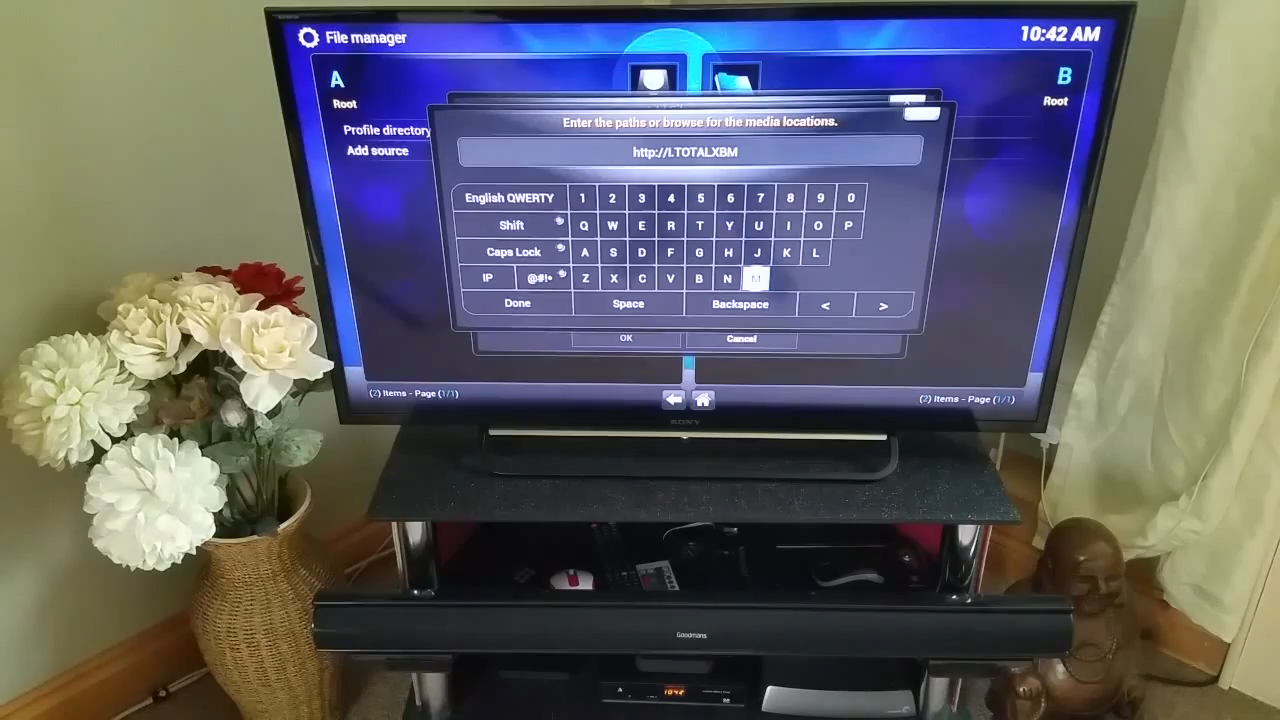 File manager
10:42 AM
A
B
Root
Root
Profile directory
Add source
Enter the paths or browse for the media locations.
http://I.TOTALXBM
English QWERTY 1 2 3 4 5 6 7 8 9 0
Shift Q W E R T Y U I O P
Caps Lock A S D F G H J K L
IP @#!• Z X C V B N M
Done Space Backspace < >
OK Cancel
(2) Items - Page (1/1)
(2) Items - Page (1/1)
SONY
Goodmans
1042